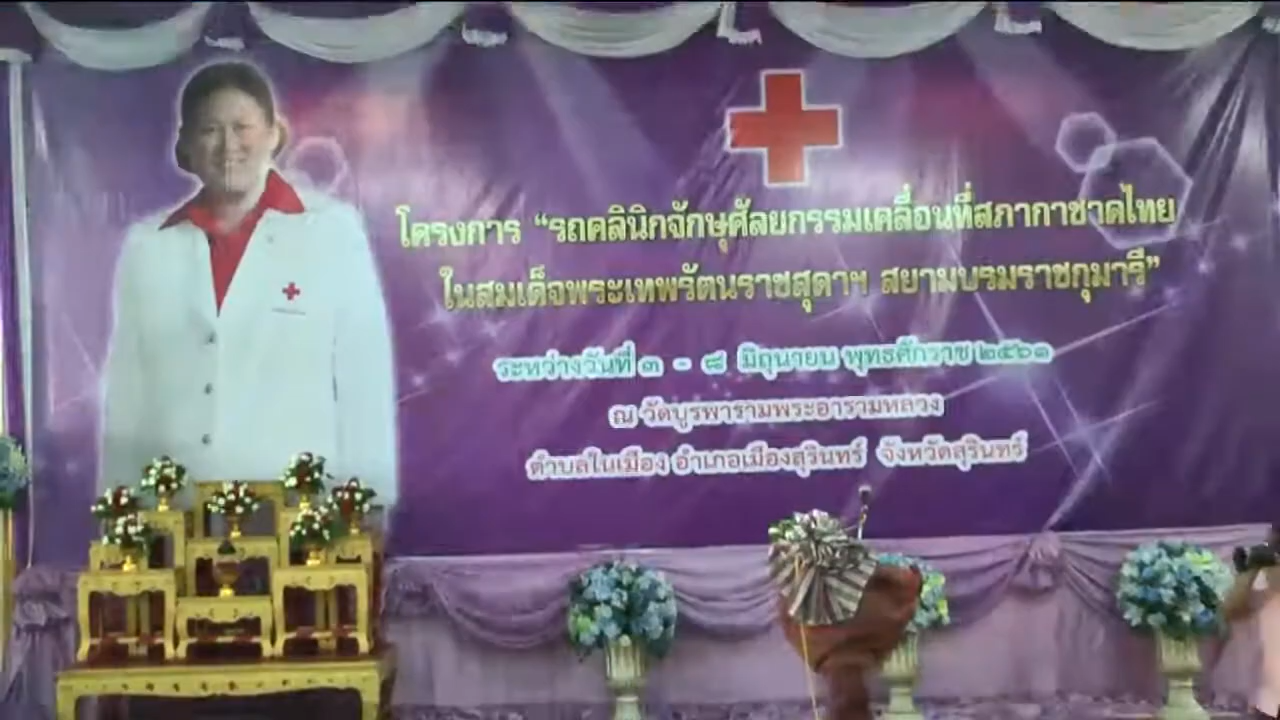 โครงการ “รถคลินิกจักษุศัลยกรรมเคลื่อนที่สภากาชาดไทย
ในสมเด็จพระเทพรัตนราชสุดาฯ สยามบรมราชกุมารี”
ระหว่างวันที่ ๓ - ๘ มิถุนายน พุทธศักราช ๒๕๖๑
ณ วัดบูรพารามพระอารามหลวง
ตำบลในเมือง อำเภอเมืองสุรินทร์ จังหวัดสุรินทร์